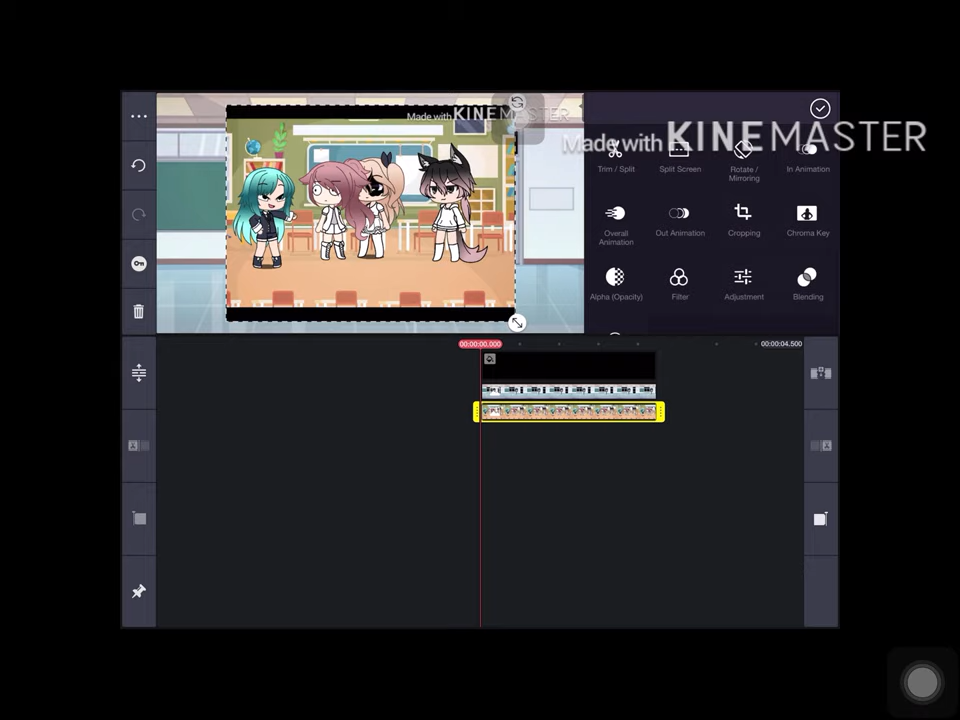 Made with KINEMASTER
Made with KINEMASTER
Trim / Split
Split Screen
Rotate /
Mirroring
In Animation
Overall
Animation
Out Animation
Cropping
Chroma Key
Alpha (Opacity)
Filter
Adjustment
Blending
00:00:00.000
00:00:04.500